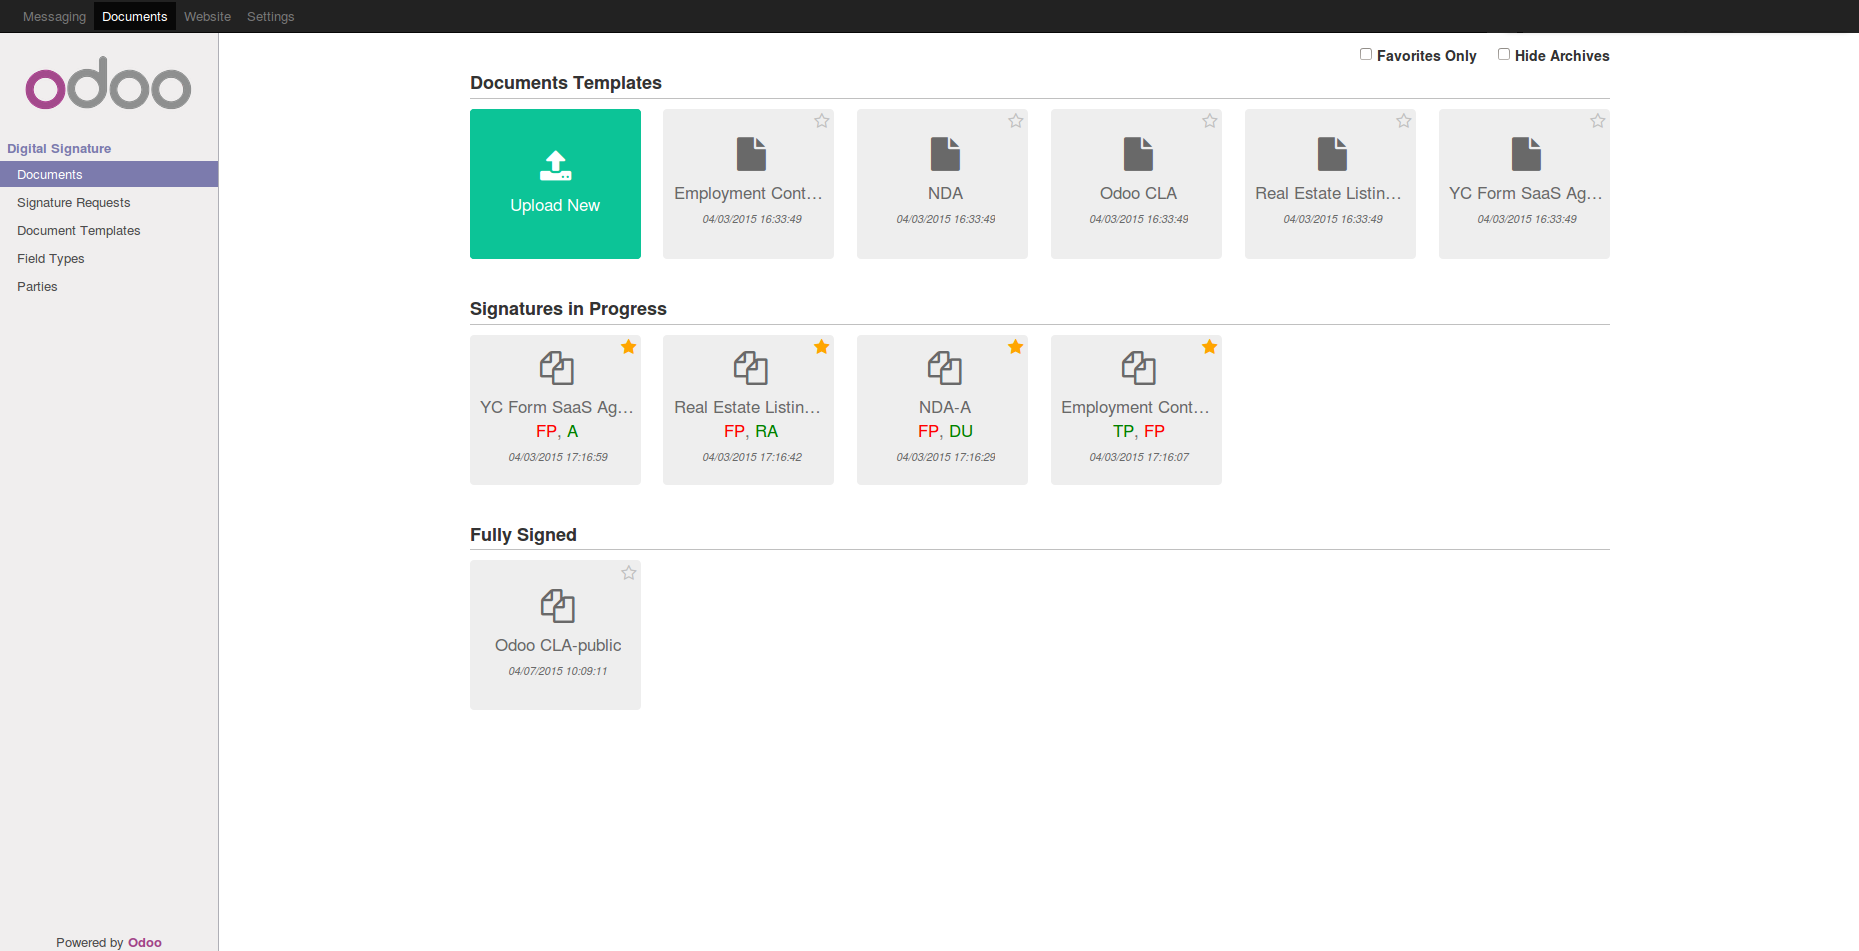 Messaging Documents Website Settings
odoo
Digital Signature
Documents
Signature Requests
Document Templates
Field Types
Parties
Powered by Odoo
Favorites Only Hide Archives
Documents Templates
Upload New
Employment Cont...
04/03/2015 16:33:49
NDA
04/03/2015 16:33:49
Odoo CLA
04/03/2015 16:33:49
Real Estate Listin...
04/03/2015 16:33:49
YC Form SaaS Ag...
04/03/2015 16:33:49
Signatures in Progress
YC Form SaaS Ag...
FP, A
04/03/2015 17:16:59
Real Estate Listin...
FP, RA
04/03/2015 17:16:42
NDA-A
FP, DU
04/03/2015 17:16:29
Employment Cont...
TP, FP
04/03/2015 17:16:07
Fully Signed
Odoo CLA-public
04/07/2015 10:09:11